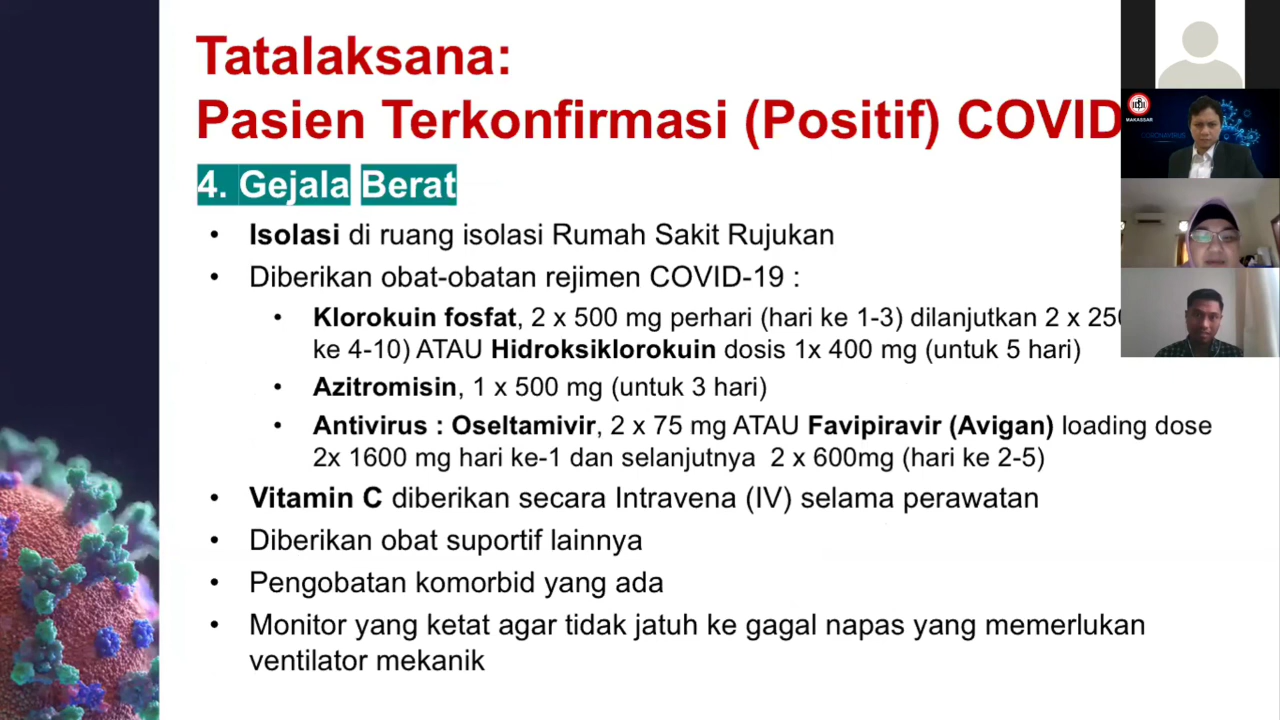 Tatalaksana:
Pasien Terkonfirmasi (Positif) COVID
4. Gejala Berat
• Isolasi di ruang isolasi Rumah Sakit Rujukan
• Diberikan obat-obatan rejimen COVID-19 :
• Klorokuin fosfat, 2 x 500 mg perhari (hari ke 1-3) dilanjutkan 2 x
ke 4-10) ATAU Hidroksiklorokuin dosis 1x 400 mg (untuk 5 hari)
• Azitromisin, 1 x 500 mg (untuk 3 hari)
• Antivirus : Oseltamivir, 2 x 75 mg ATAU Favipiravir (Avigan) loading dose
2x 1600 mg hari ke-1 dan selanjutnya 2 x 600mg (hari ke 2-5)
• Vitamin C diberikan secara Intravena (IV) selama perawatan
• Diberikan obat suportif lainnya
• Pengobatan komorbid yang ada
• Monitor yang ketat agar tidak jatuh ke gagal napas yang memerlukan
ventilator mekanik
MAKASSAR